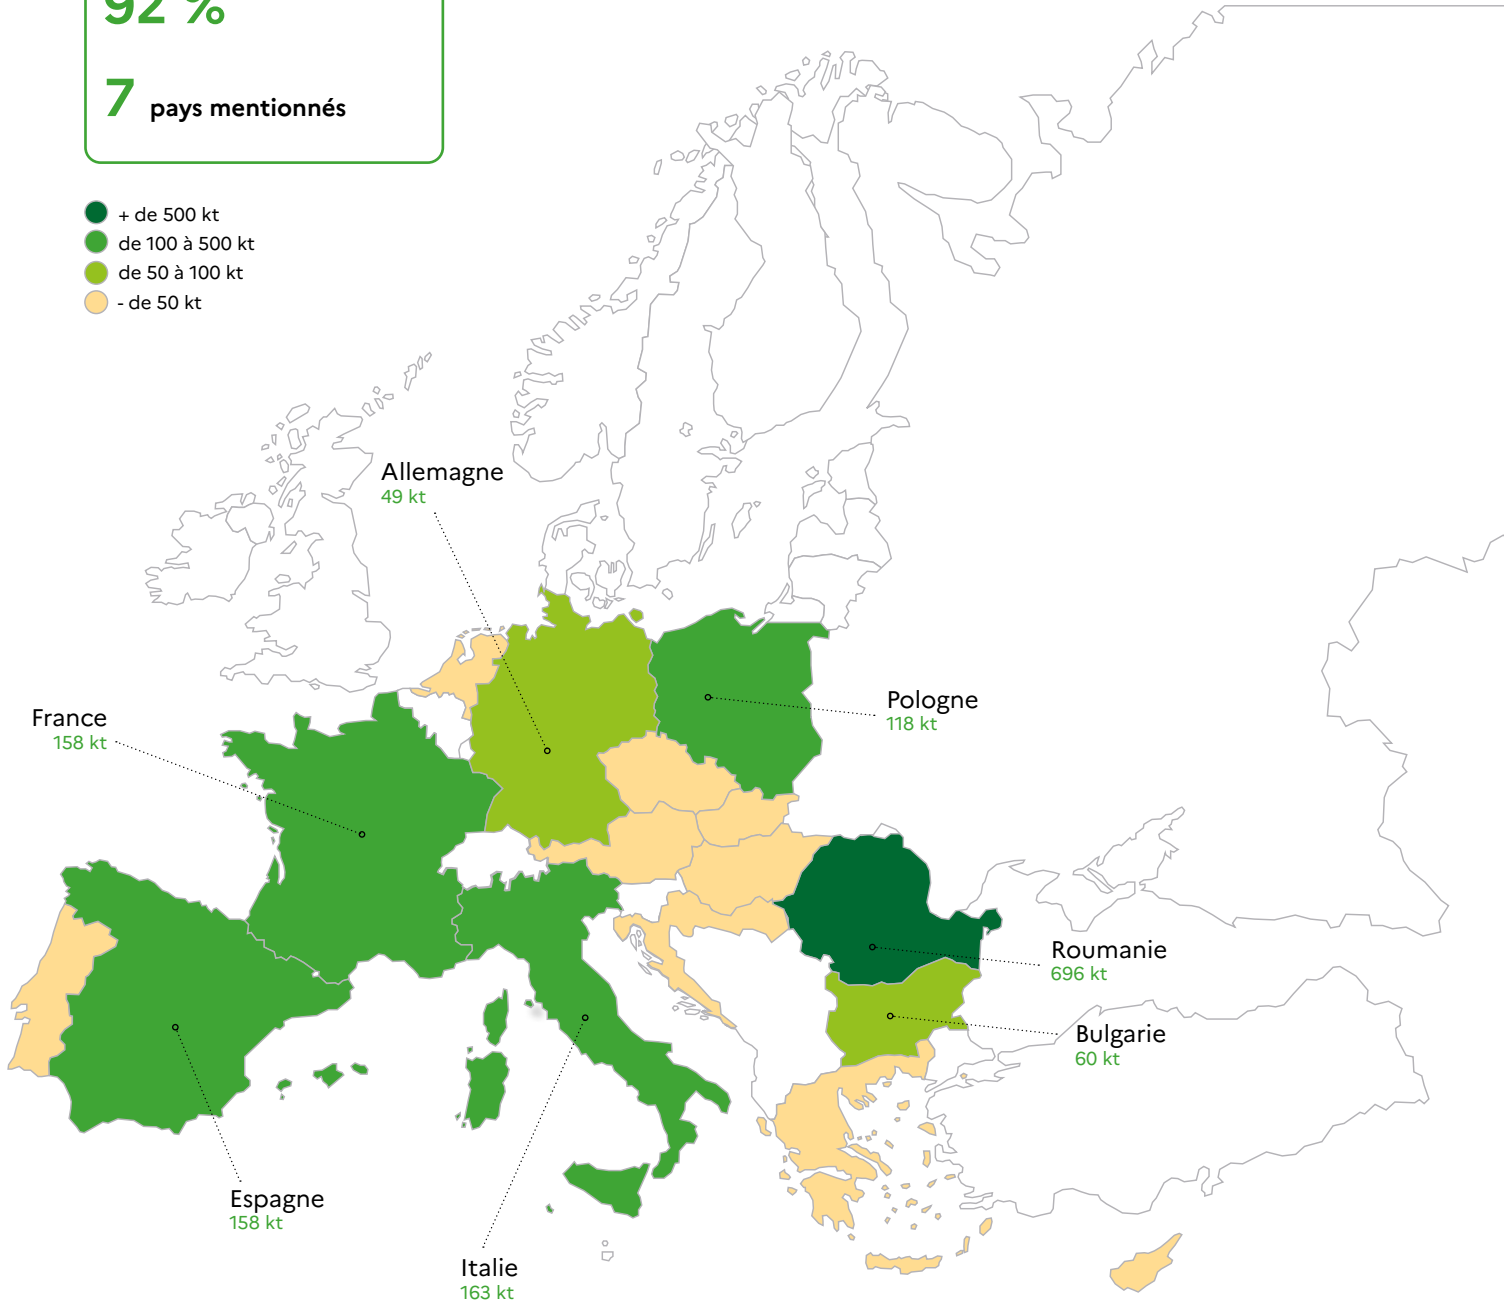 92 %
7 pays mentionnés
+ de 500 kt
de 100 à 500 kt
de 50 à 100 kt
- de 50 kt
Allemagne
49 kt
Pologne
118 kt
France
158 kt
Roumanie
696 kt
Bulgarie
60 kt
Espagne
158 kt
Italie
163 kt